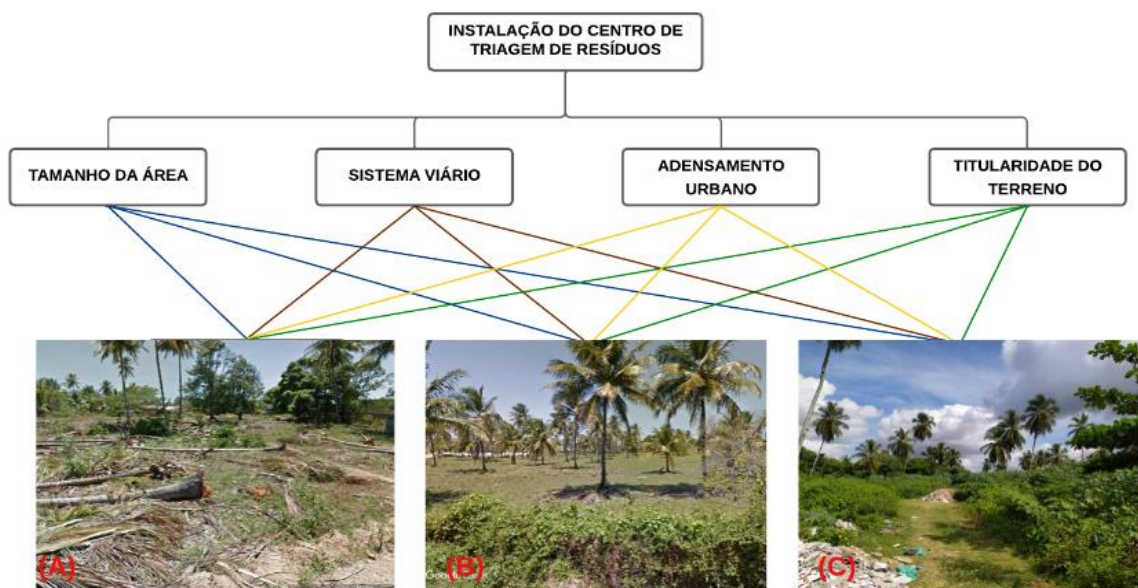 INSTALAÇÃO DO CENTRO DE
TRIAGEM DE RESÍDUOS
TAMANHO DA ÁREA
SISTEMA VIÁRIO
ADENSAMENTO
URBANO
TITULARIDADE DO
TERRENO
(A)
(B)
(C)